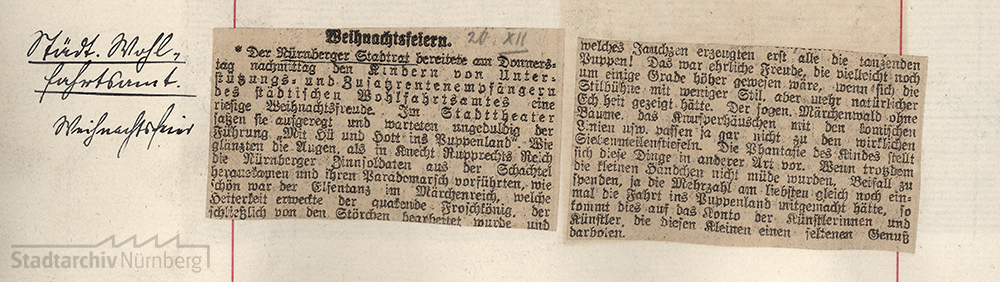 Städt. Wohl-
fahrtsamt.
Weihnachtsfeier
Weihnachtsfeiern. 20. XII
* Der Nürnberger Stadtrat bereitete am Donners-
tag nachmittag den Kindern von Unter-
stützungs- und Zusatzrentenempfängern
des städtischen Wohlfahrtsamtes eine
riesige Weihnachtsfreude. Im Stadttheater
saßen sie aufgeregt und warteten ungeduldig der
Führung „Mit Hü und Hott ins Puppenland“. Wie
glänzten die Augen, als in Knecht Rupprechts Reich
die Nürnberger Zinnsoldaten aus der Schachtel
herauskamen und ihren Parademarsch vorführten, wie
schön war der Elfentanz im Märchenreich, welche
Heiterkeit erweckte der quakende Froschkönig, der
schließlich von den Störchen bearbeitet wurde und
welches Jauchzen erzeugten erst alle die tanzenden
Puppen! Das war ehrliche Freude, die vielleicht noch
um einige Grade höher gewesen wäre, wenn sich die
Stilbühne mit weniger Stil, aber mehr natürlicher
Ech heit gezeigt hätte. Der sogen. Märchenwald ohne
Bäume, das Knusperhäuschen mit den komischen
Linien usw. passen ja gar nicht zu den wirklichen
Siebenmeilenstiefeln. Die Phantasie des Kindes stellt
sich diese Dinge in anderer Art vor. Wenn trotzdem
die kleinen Händchen nicht müde wurden, Beifall zu
spenden, ja die Mehrzahl am liebsten gleich noch ein-
mal die Fahrt ins Puppenland mitgemacht hätte, so
kommt dies auf das Konto der Künstlerinnen und
Künstler, die diesen Kleinen einen seltenen Genuß
darboten.
Stadtarchiv Nürnberg